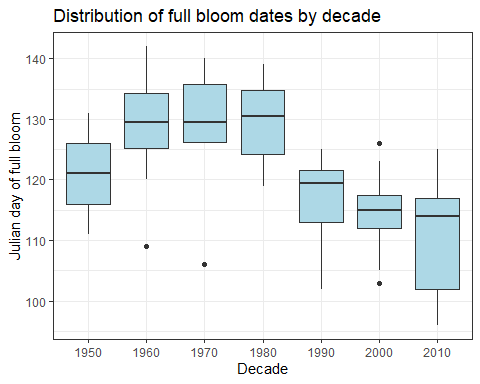 Distribution of full bloom dates by decade
Julian day of full bloom
140
130
120
110
100
1950 1960 1970 1980 1990 2000 2010
Decade